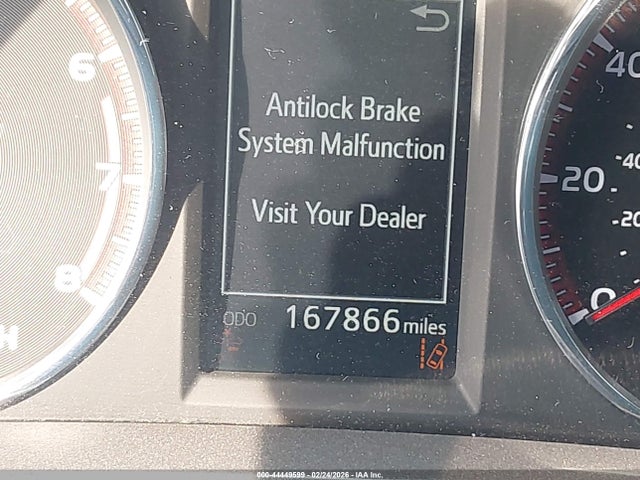 6
7
8
H
Antilock Brake
System Malfunction
Visit Your Dealer
ODO 167866 miles
40
20
0
40
20
000-44449599 - 02/24/2026 - IAA Inc.